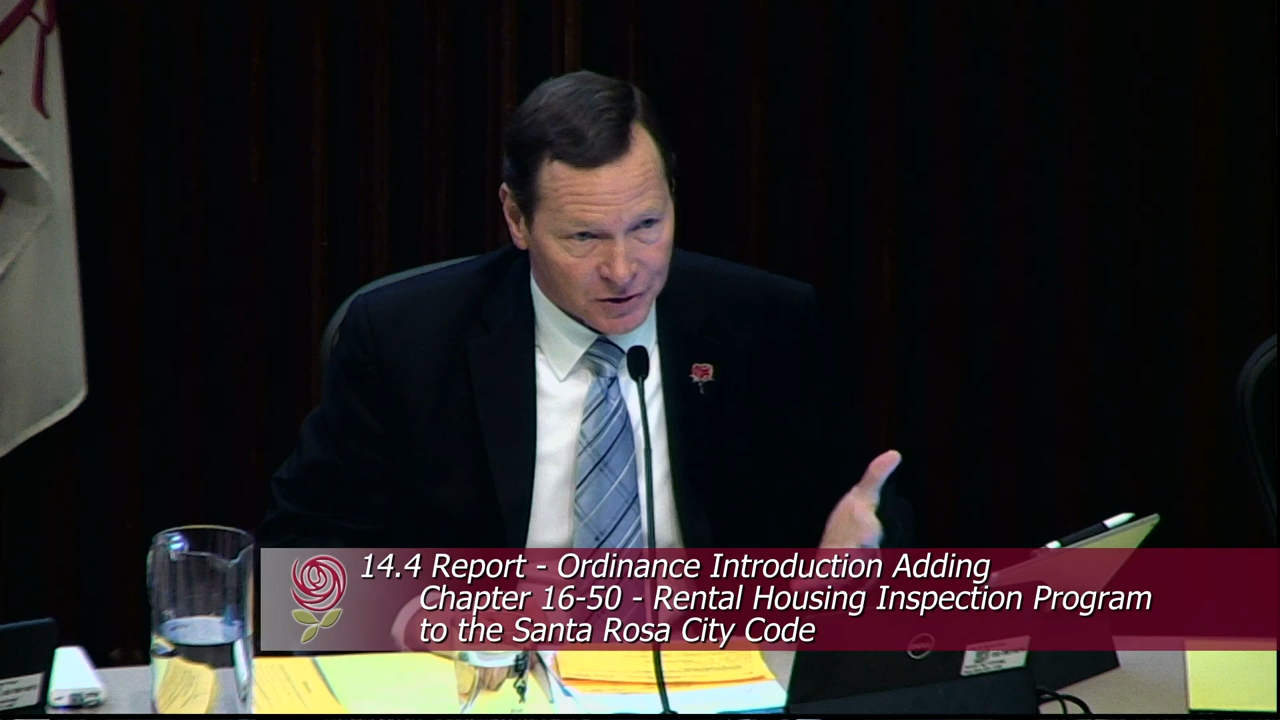 14.4 Report - Ordinance Introduction Adding
Chapter 16-50 - Rental Housing Inspection Program
to the Santa Rosa City Code